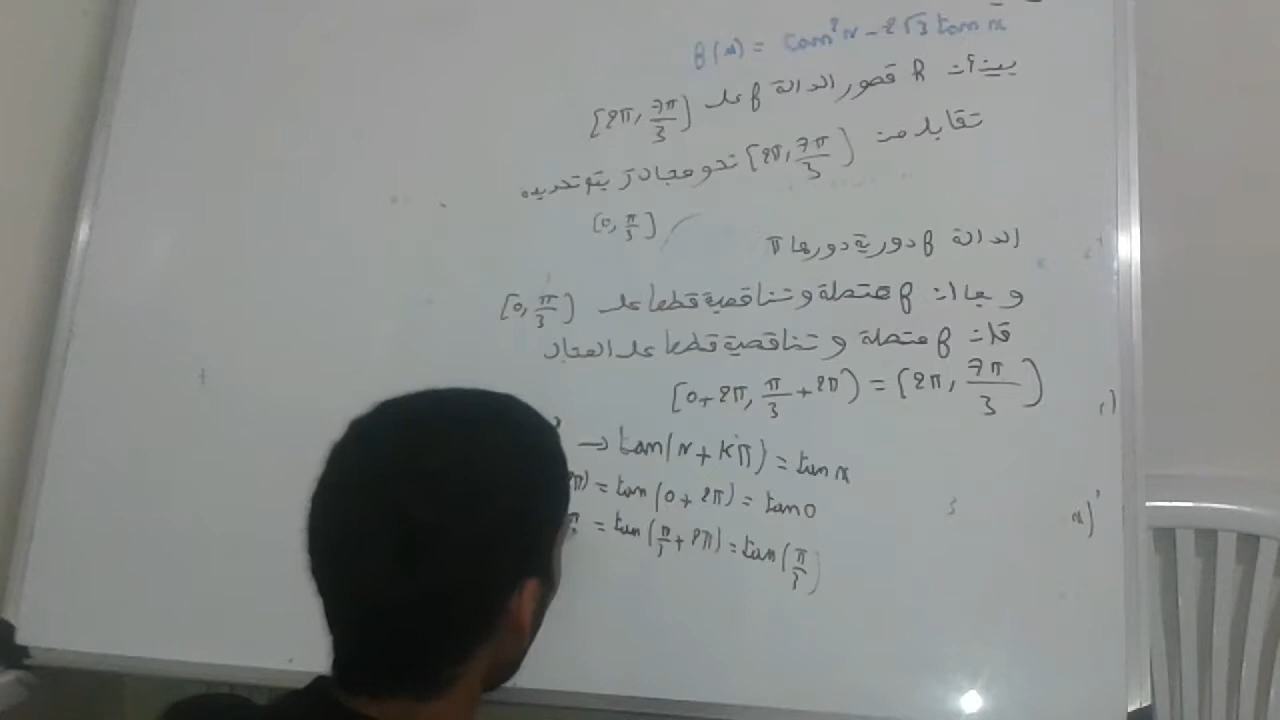 f(x) = tan²x - 2√3 tan x
بين أن h قصور الدالة f على [2π, 7π/3]
تقابل من [2π, 7π/3] نحو مجال J يتم تحديده
[0, π/3]
الدالة f دورية دورها π
و بما أن f متصلة و تناقصية قطعا على [0, π/3]
فإن f متصلة و تناقصية قطعا على المجال
[0+2π, π/3+2π] = [2π, 7π/3]
→ tan(x + kπ) = tan x
π) = tan(0 + 2π) = tan 0
= tan(π/3 + 2π) = tan(π/3)